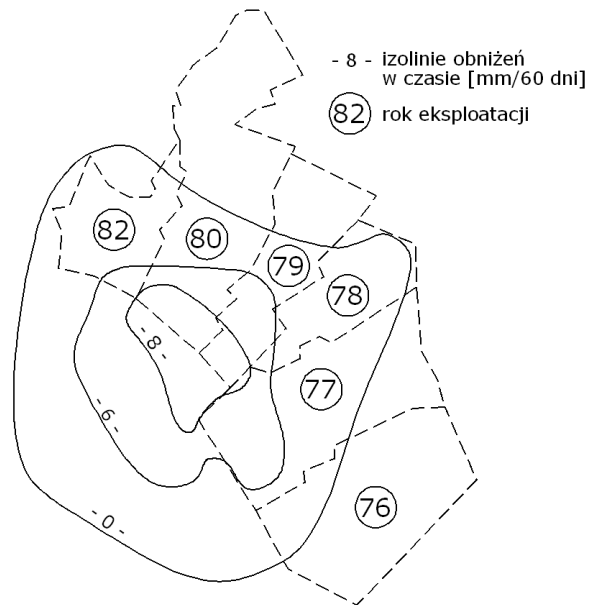 - 8 - izolinie obniżeń
w czasie [mm/60 dni]
82 rok eksploatacji
82
80
79
78
- 8 -
77
- 6 -
76
- 0 -